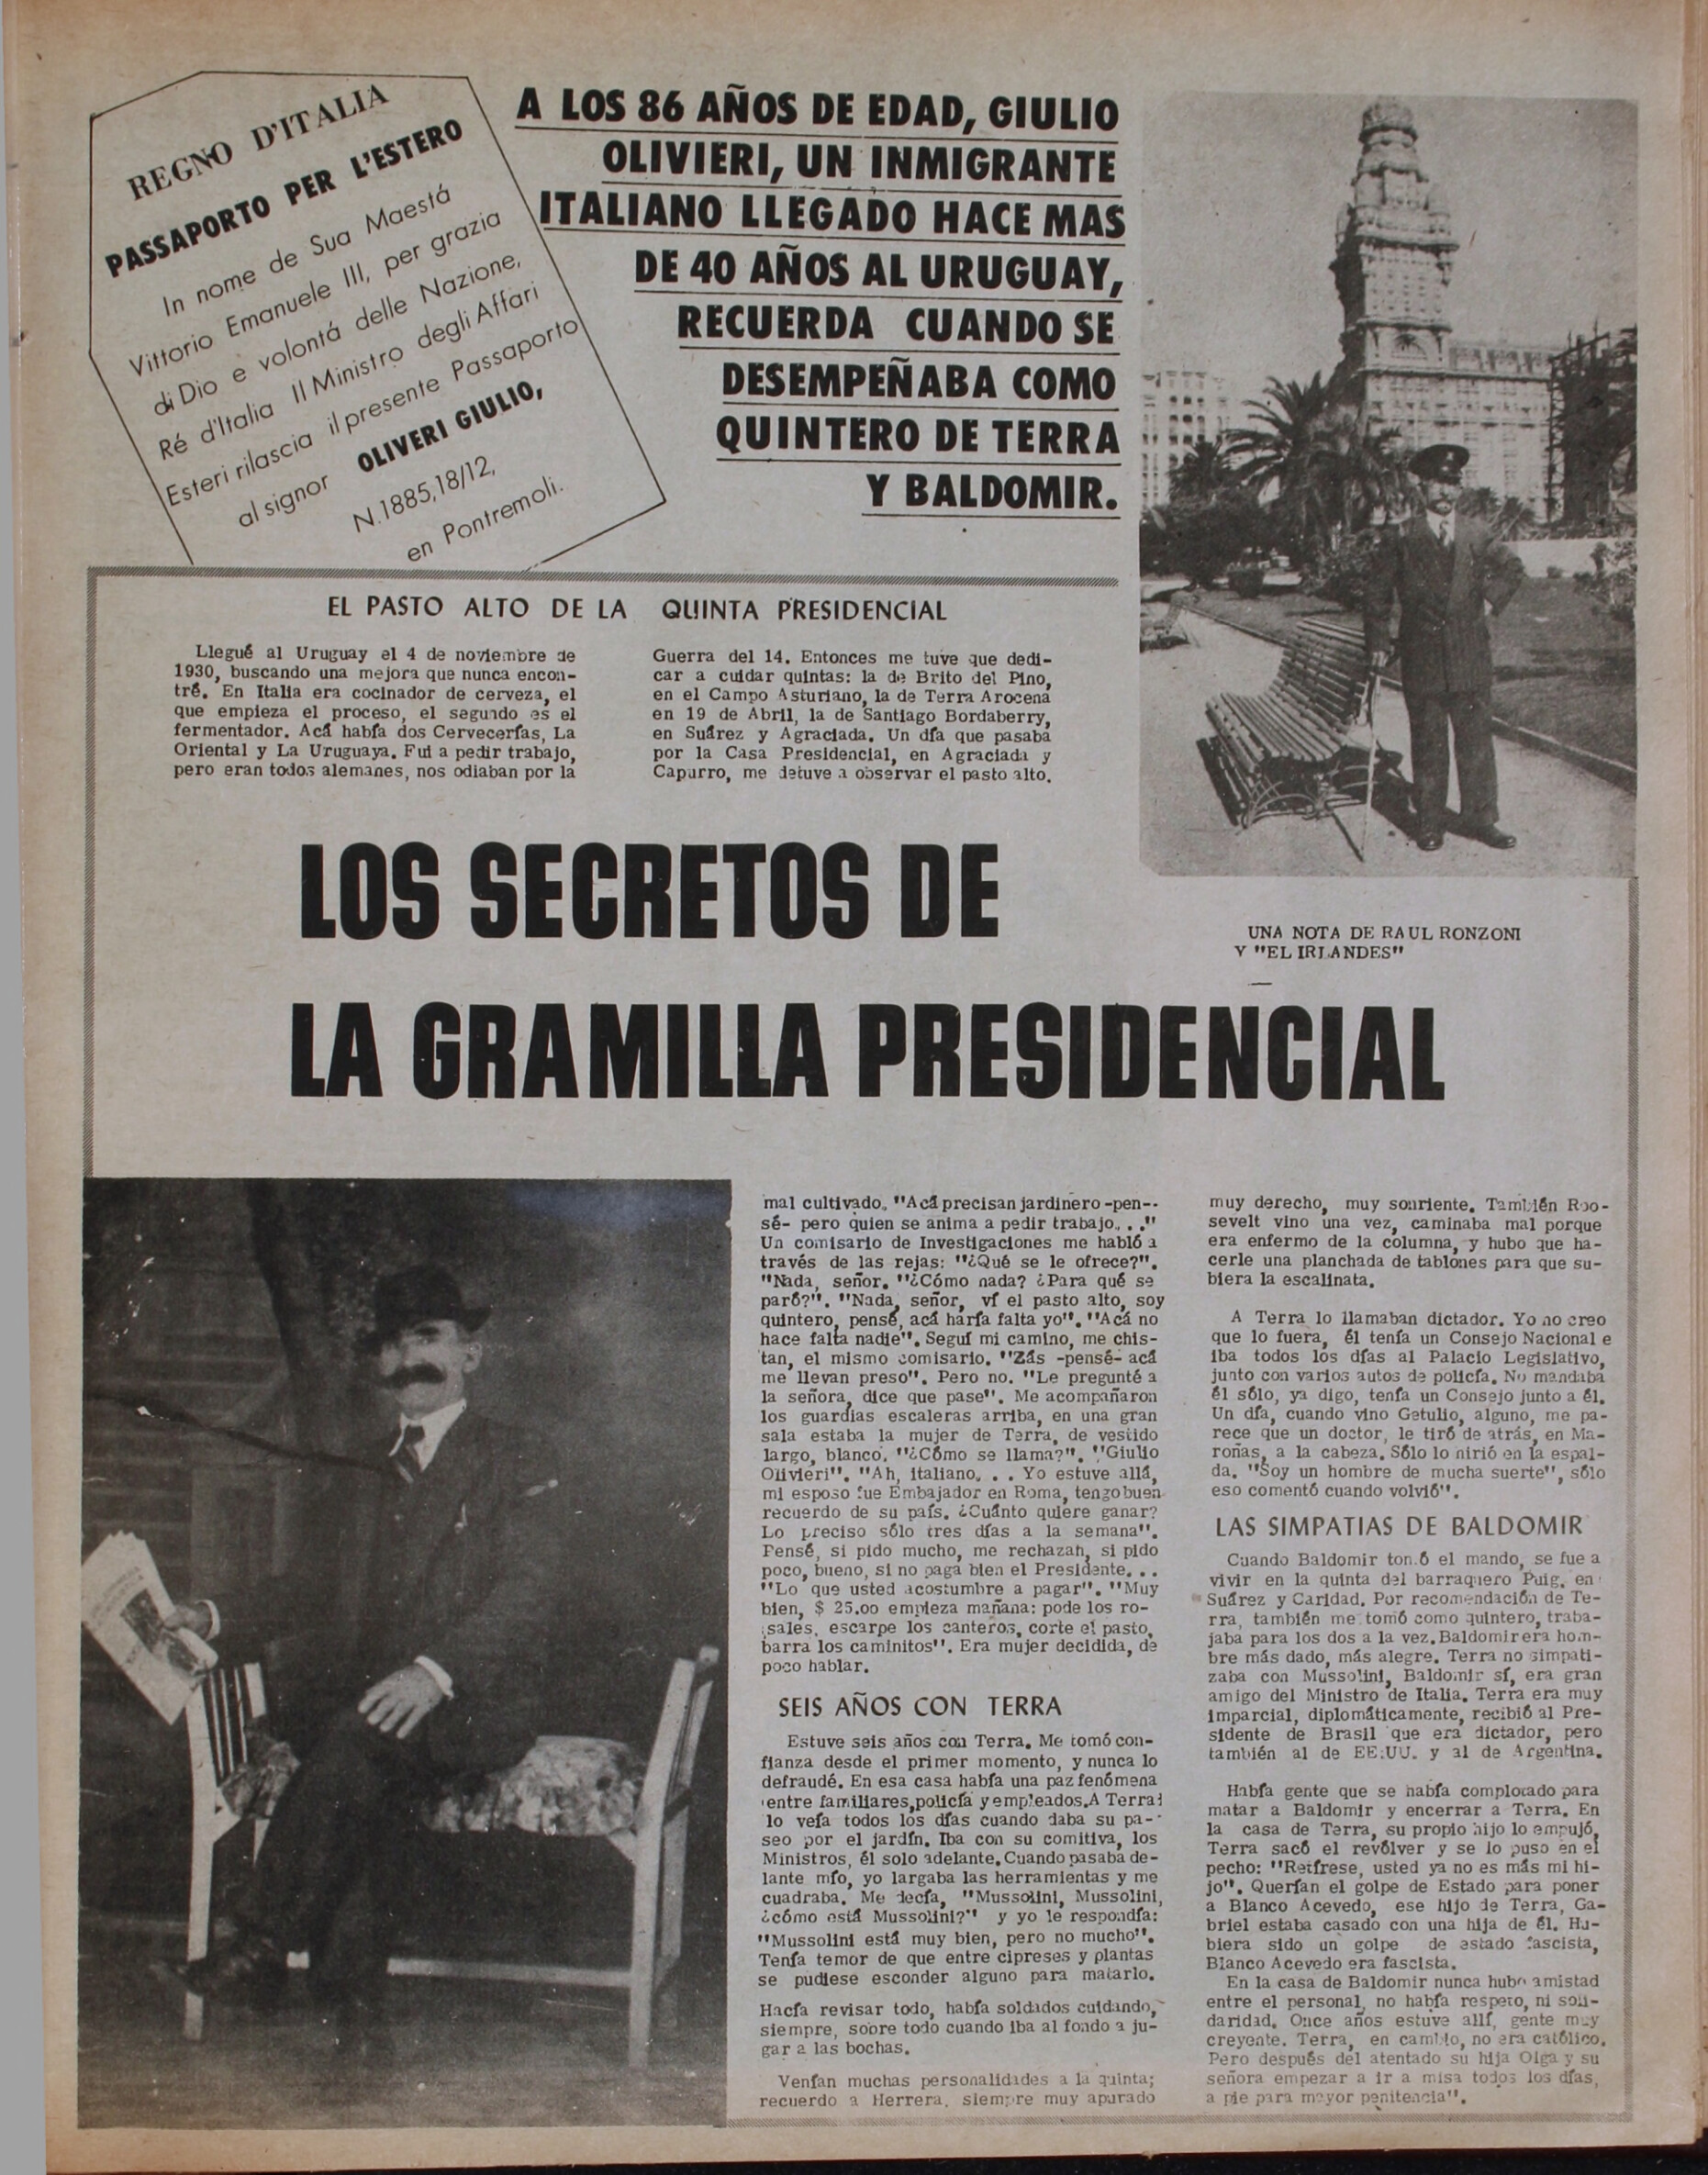 REGNO D'ITALIA
PASSAPORTO PER L'ESTERO
In nome de Sua Maestá
Vittorio Emanuele III, per grazia
di Dio e volontá delle Nazione,
Ré d'Italia Il Ministro degli Affari
Esteri rilascia il presente Passaporto
al signor OLIVERI GIULIO,
N.1885,18/12,
en Pontremoli.
A LOS 86 AÑOS DE EDAD, GIULIO
OLIVIERI, UN INMIGRANTE
ITALIANO LLEGADO HACE MAS
DE 40 AÑOS AL URUGUAY,
RECUERDA CUANDO SE
DESEMPEÑABA COMO
QUINTERO DE TERRA
Y BALDOMIR.
EL PASTO ALTO DE LA QUINTA PRESIDENCIAL
Llegué al Uruguay el 4 de noviembre de
1930, buscando una mejora que nunca encon-
tré. En Italia era cocinador de cerveza, el
que empieza el proceso, el segundo es el
fermentador. Acá había dos Cervecerías, La
Oriental y La Uruguaya. Fui a pedir trabajo,
pero eran todos alemanes, nos odiaban por la
Guerra del 14. Entonces me tuve que dedi-
car a cuidar quintas: la de Brito del Pino,
en el Campo Asturiano, la de Terra Arocena
en 19 de Abril, la de Santiago Bordaberry,
en Suárez y Agraciada. Un día que pasaba
por la Casa Presidencial, en Agraciada y
Capurro, me detuve a observar el pasto alto,
LOS SECRETOS DE
LA GRAMILLA PRESIDENCIAL
UNA NOTA DE RAUL RONZONI
Y "EL IRLANDES"
mal cultivado. "Acá precisan jardinero -pen-
sé- pero quien se anima a pedir trabajo. . ."
Un comisario de Investigaciones me habló a
través de las rejas: "¿Qué se le ofrece?".
"Nada, señor. "¿Cómo nada? ¿Para qué se
paró?". "Nada, señor, ví el pasto alto, soy
quintero, pensé, acá haría falta yo". "Acá no
hace falta nadie". Seguí mi camino, me chis-
tan, el mismo comisario. "Zás -pensé- acá
me llevan preso". Pero no. "Le pregunté a
la señora, dice que pase". Me acompañaron
los guardias escaleras arriba, en una gran
sala estaba la mujer de Terra, de vestido
largo, blanco. "¿Cómo se llama?". "Giulio
Olivieri". "Ah, italiano. . . Yo estuve allá,
mi esposo fue Embajador en Roma, tengo buen
recuerdo de su país. ¿Cuánto quiere ganar?
Lo preciso sólo tres días a la semana".
Pensé, si pido mucho, me rechazan, si pido
poco, bueno, si no paga bien el Presidente. . .
"Lo que usted acostumbre a pagar". "Muy
bien, $ 25.oo empieza mañana: pode los ro-
sales, escarpe los canteros, corte el pasto,
barra los caminitos". Era mujer decidida, de
poco hablar.
SEIS AÑOS CON TERRA
Estuve seis años con Terra. Me tomó con-
fianza desde el primer momento, y nunca lo
defraudé. En esa casa había una paz fenómena
entre familiares, policía y empleados. A Terra
lo veía todos los días cuando daba su pa-
seo por el jardín. Iba con su comitiva, los
Ministros, él solo adelante. Cuando pasaba de-
lante mío, yo largaba las herramientas y me
cuadraba. Me decía, "Mussolini, Mussolini,
¿cómo está Mussolini?" y yo le respondía:
"Mussolini está muy bien, pero no mucho".
Tenía temor de que entre cipreses y plantas
se pudiese esconder alguno para matarlo.
Hacía revisar todo, había soldados cuidando,
siempre, sobre todo cuando iba al fondo a ju-
gar a las bochas.
Venían muchas personalidades a la quinta;
recuerdo a Herrera, siempre muy apurado
muy derecho, muy sonriente. También Roo-
sevelt vino una vez, caminaba mal porque
era enfermo de la columna, y hubo que ha-
cerle una planchada de tablones para que su-
biera la escalinata.
A Terra lo llamaban dictador. Yo no creo
que lo fuera, él tenía un Consejo Nacional e
iba todos los días al Palacio Legislativo,
junto con varios autos de policía. No mandaba
él sólo, ya digo, tenía un Consejo junto a él.
Un día, cuando vino Getulio, alguno, me pa-
rece que un doctor, le tiró de atrás, en Ma-
roñas, a la cabeza. Sólo lo hirió en la espal-
da. "Soy un hombre de mucha suerte", sólo
eso comentó cuando volvió".
LAS SIMPATIAS DE BALDOMIR
Cuando Baldomir tomó el mando, se fue a
vivir en la quinta del barraquero Puig, en
Suárez y Caridad. Por recomendación de Te-
rra, también me tomó como quintero, traba-
jaba para los dos a la vez. Baldomir era hom-
bre más dado, más alegre. Terra no simpati-
zaba con Mussolini, Baldomir sí, era gran
amigo del Ministro de Italia. Terra era muy
imparcial, diplomáticamente, recibió al Pre-
sidente de Brasil que era dictador, pero
también al de EE.UU. y al de Argentina.
Había gente que se había complotado para
matar a Baldomir y encerrar a Terra. En
la casa de Terra, su propio hijo lo empujó,
Terra sacó el revólver y se lo puso en el
pecho: "Retírese, usted ya no es más mi hi-
jo". Querían el golpe de Estado para poner
a Blanco Acevedo, ese hijo de Terra, Ga-
briel estaba casado con una hija de él. Hu-
biera sido un golpe de estado fascista,
Blanco Acevedo era fascista.
En la casa de Baldomir nunca hubo amistad
entre el personal, no había respeto, ni soli-
daridad. Once años estuve allí, gente muy
creyente. Terra, en cambio, no era católico.
Pero después del atentado su hija Olga y su
señora empezar a ir a misa todos los días,
a pie para mayor penitencia".